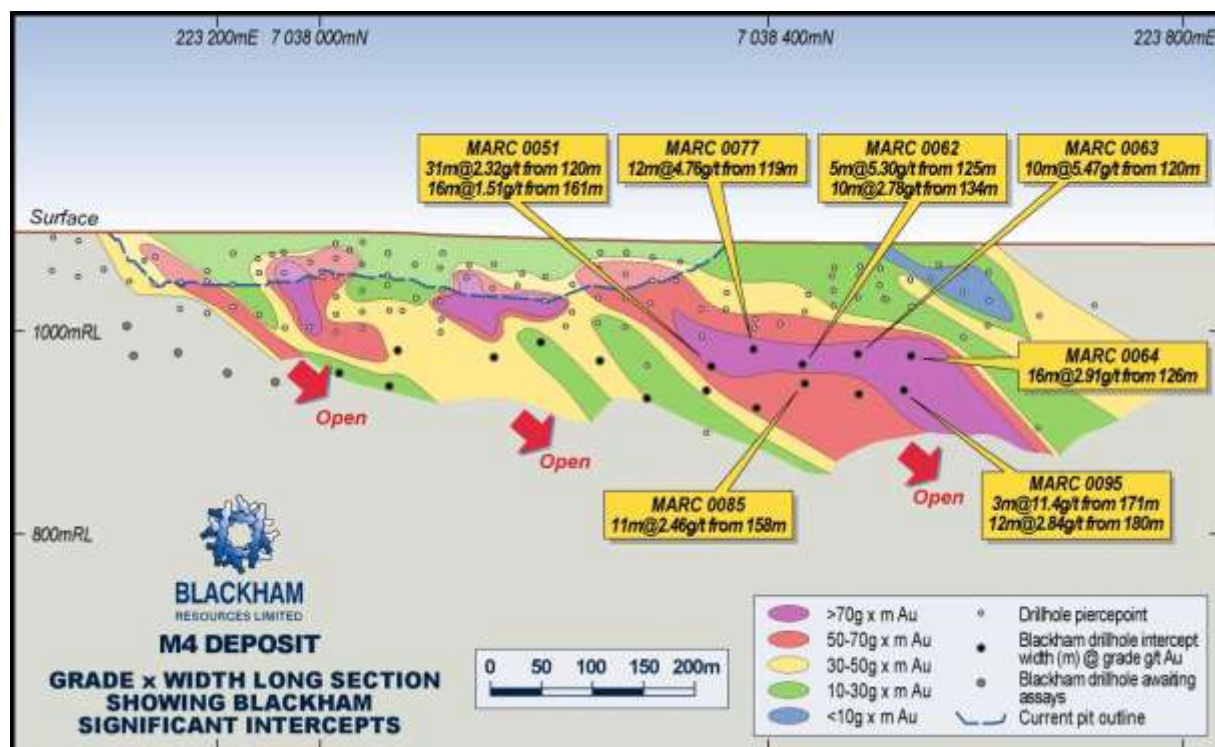 223 200mE 7 038 000mN 7 038 400mN 223 800mE
MARC 0051
31m@2.32g/t from 120m
16m@1.51g/t from 161m
MARC 0077
12m@4.76g/t from 119m
MARC 0062
5m@5.30g/t from 125m
10m@2.78g/t from 134m
MARC 0063
10m@5.47g/t from 120m
Surface
1000mRL
MARC 0064
16m@2.91g/t from 126m
Open
Open
Open
MARC 0085
11m@2.46g/t from 158m
MARC 0095
3m@11.4g/t from 171m
12m@2.84g/t from 180m
800mRL
BLACKHAM
RESOURCES LIMITED
M4 DEPOSIT
GRADE x WIDTH LONG SECTION
SHOWING BLACKHAM
SIGNIFICANT INTERCEPTS
0 50 100 150 200m
>70g x m Au
50-70g x m Au
30-50g x m Au
10-30g x m Au
<10g x m Au
Drillhole piercepoint
Blackham drillhole intercept
width (m) @ grade g/t Au
Blackham drillhole awaiting
assays
Current pit outline